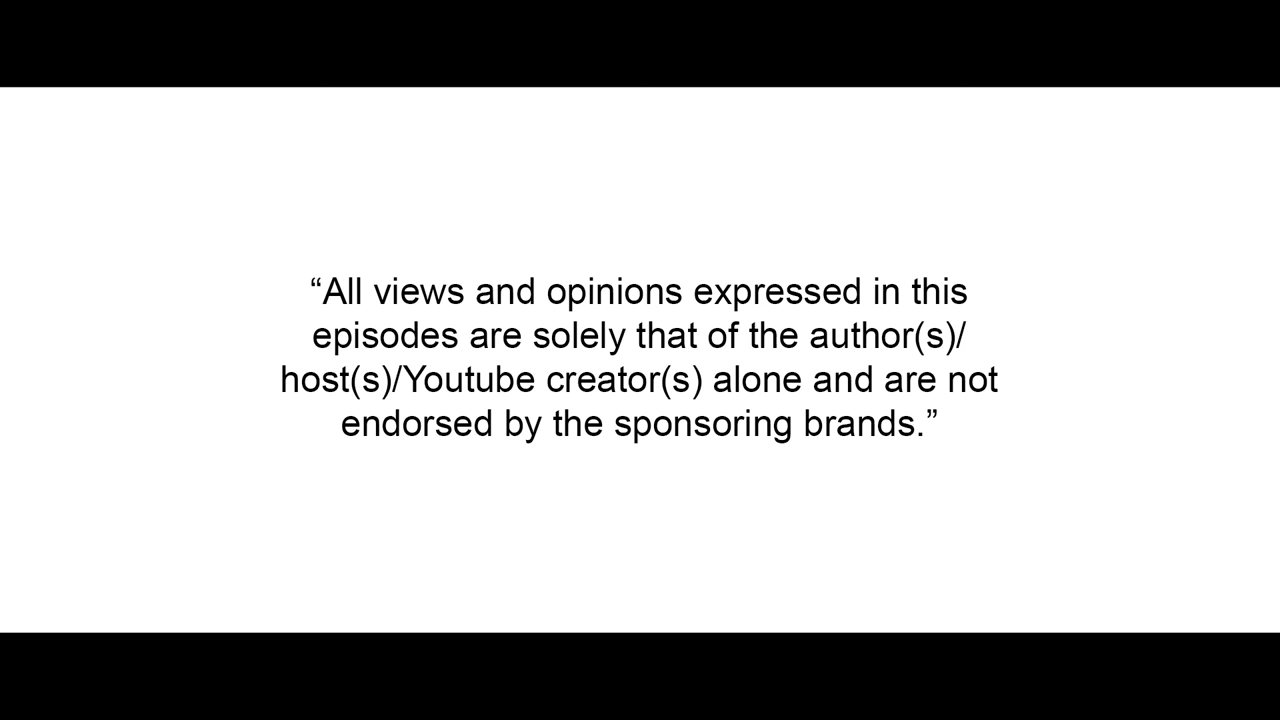 “All views and opinions expressed in this
episodes are solely that of the author(s)/
host(s)/Youtube creator(s) alone and are not
endorsed by the sponsoring brands.”